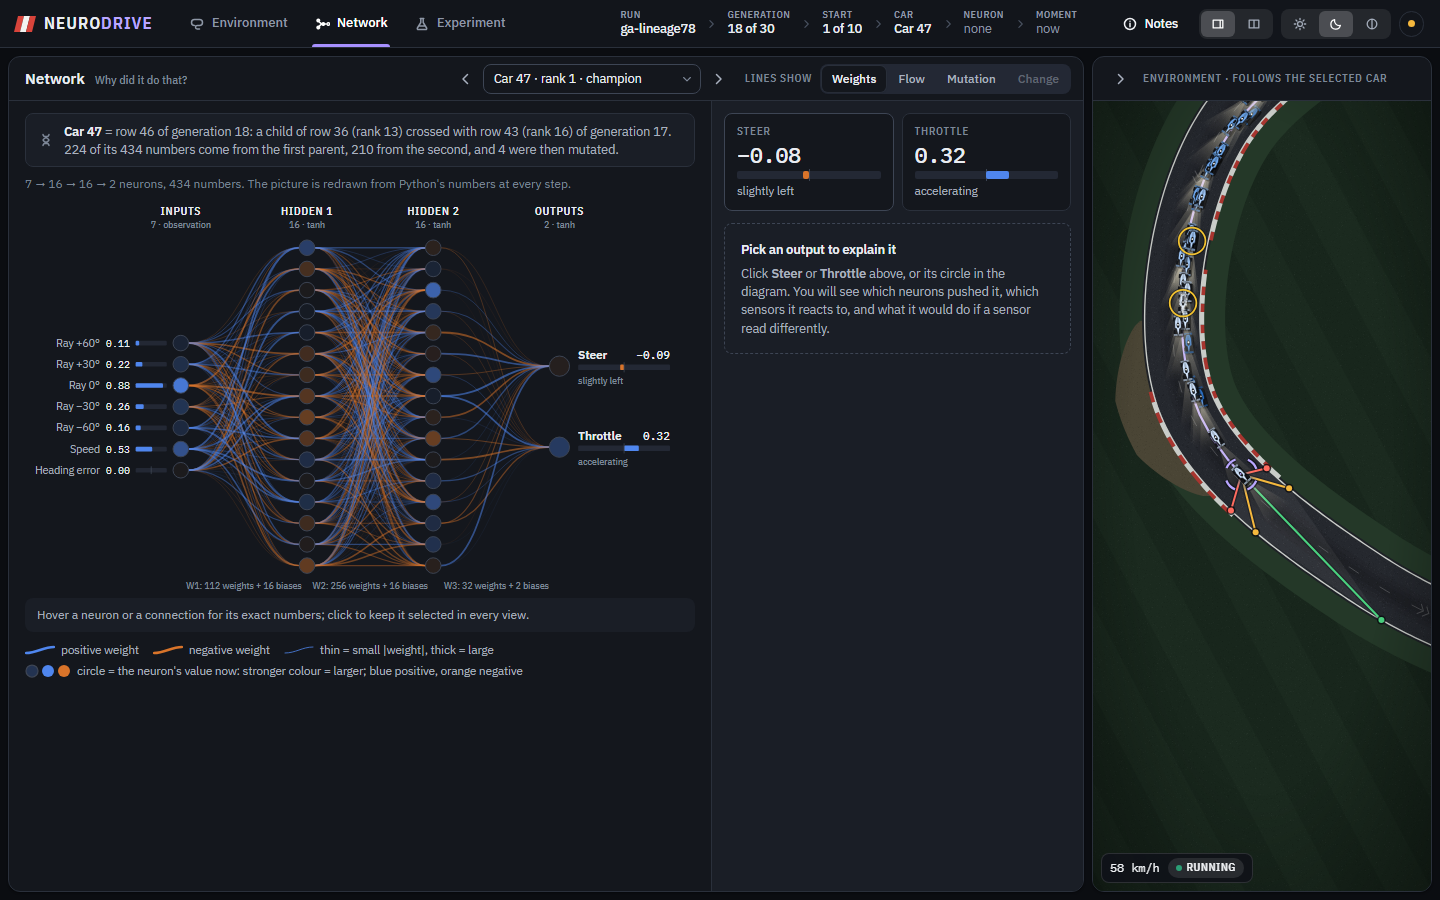 NEURODRIVE
Environment
Network
Experiment
RUN
ga-lineage78
GENERATION
18 of 30
START
1 of 10
CAR
Car 47
NEURON
none
MOMENT
now
Notes
Network Why did it do that?
Car 47 · rank 1 · champion
LINES SHOW
Weights Flow Mutation Change
ENVIRONMENT · FOLLOWS THE SELECTED CAR
Car 47 = row 46 of generation 18: a child of row 36 (rank 13) crossed with row 43 (rank 16) of generation 17.
224 of its 434 numbers come from the first parent, 210 from the second, and 4 were then mutated.
7 → 16 → 16 → 2 neurons, 434 numbers. The picture is redrawn from Python's numbers at every step.
INPUTS HIDDEN 1 HIDDEN 2 OUTPUTS
7 · observation 16 · tanh 16 · tanh 2 · tanh
Ray +60° 0.11
Ray +30° 0.22
Ray 0° 0.88
Ray −30° 0.26
Ray −60° 0.16
Speed 0.53
Heading error 0.00
Steer −0.09
slightly left
Throttle 0.32
accelerating
W1: 112 weights + 16 biases W2: 256 weights + 16 biases W3: 32 weights + 2 biases
Hover a neuron or a connection for its exact numbers; click to keep it selected in every view.
positive weight negative weight thin = small |weight|, thick = large
circle = the neuron's value now: stronger colour = larger; blue positive, orange negative
STEER
−0.08
slightly left
THROTTLE
0.32
accelerating
Pick an output to explain it
Click Steer or Throttle above, or its circle in the
diagram. You will see which neurons pushed it, which
sensors it reacts to, and what it would do if a sensor
read differently.
58 km/h RUNNING